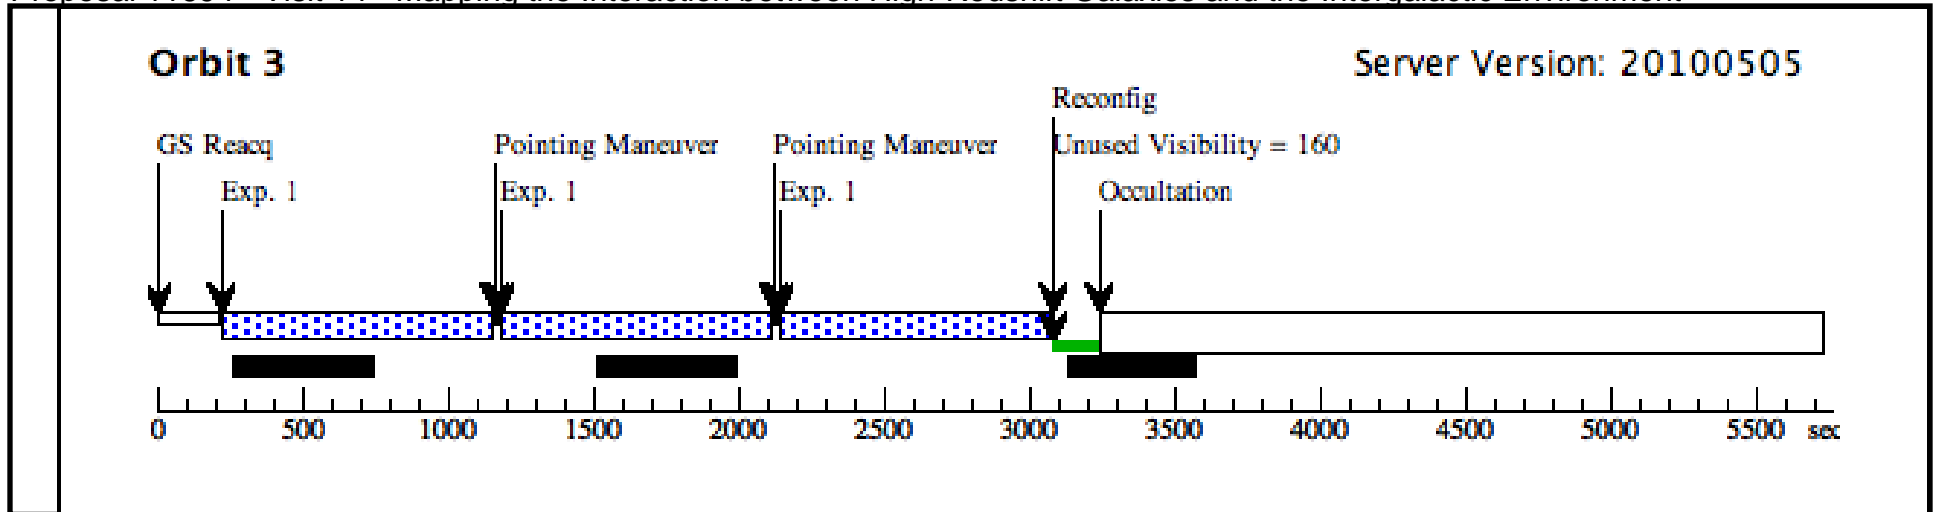 Orbit 3
Server Version: 20100505
Reconfig
GS Reacq
Pointing Maneuver
Pointing Maneuver
Unused Visibility = 160
Exp. 1
Exp. 1
Exp. 1
Occultation
0 500 1000 1500 2000 2500 3000 3500 4000 4500 5000 5500 sec